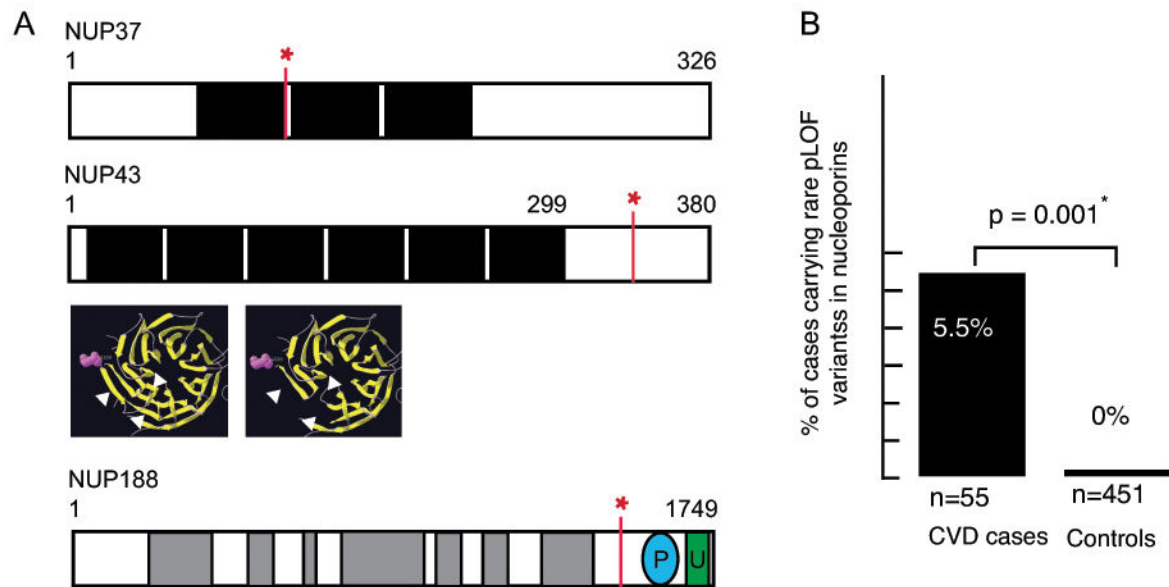 A
NUP37
*
1 326
NUP43
*
1 299 380
NUP188
*
1 1749
P U
B
% of cases carrying rare pLOF
variantss in nucleoporins
p = 0.001*
5.5%
0%
n=55 n=451
CVD cases Controls